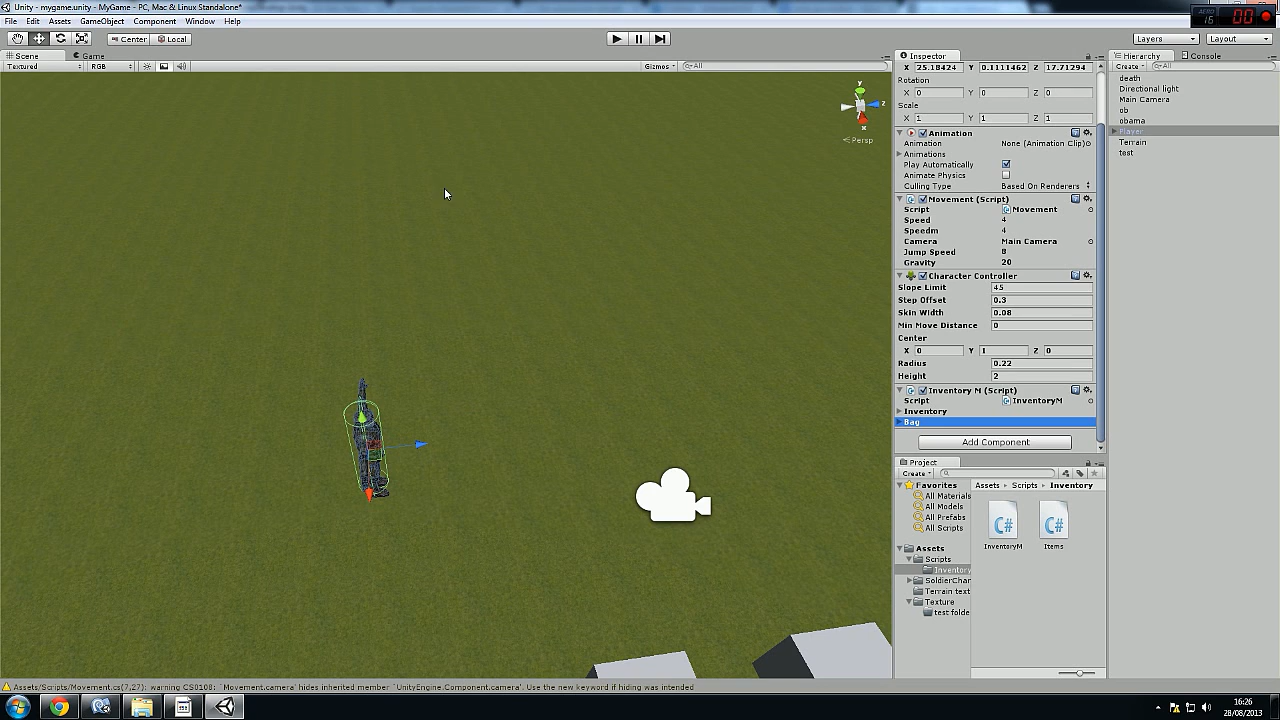 Unity - mygame.unity - MyGame - PC, Mac & Linux Standalone*
AERO
15
00
File Edit Assets GameObject Component Window Help
Center Local
Layers Layout
Scene Game
Textured RGB Gizmos All
y
z
x
Persp
Inspector
X 25.18424 Y 0.1111462 Z 17.71294
Rotation
X 0 Y 0 Z 0
Scale
X 1 Y 1 Z 1
Animation
Animation None (Animation Clip)
Animations
Play Automatically
Animate Physics
Culling Type Based On Renderers
Movement (Script)
Script Movement
Speed 4
Speedm 4
Camera Main Camera
Jump Speed 8
Gravity 20
Character Controller
Slope Limit 45
Step Offset 0.3
Skin Width 0.08
Min Move Distance 0
Center
X 0 Y 1 Z 0
Radius 0.22
Height 2
Inventory M (Script)
Script InventoryM
Inventory
Bag
Add Component
Hierarchy Console
Create All
death
Directional light
Main Camera
ob
obama
Player
Terrain
test
Project
Create
Favorites
All Materials
All Models
All Prefabs
All Scripts
Assets
Scripts
Inventory
SoldierChar
Terrain text
Texture
test folde
Assets Scripts Inventory
C# C#
InventoryM Items
Assets/Scripts/Movement.cs(7,27): warning CS0108: `Movement.camera' hides inherited member `UnityEngine.Component.camera'. Use the new keyword if hiding was intended
16:26
28/08/2013